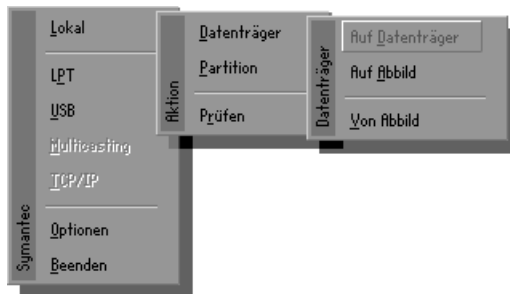 Lokal
LPT
USB
Multicasting
TCP/IP
Optionen
Beenden
Symantec
Datenträger
Partition
Prüfen
Aktion
Auf Datenträger
Auf Abbild
Von Abbild
Datenträger